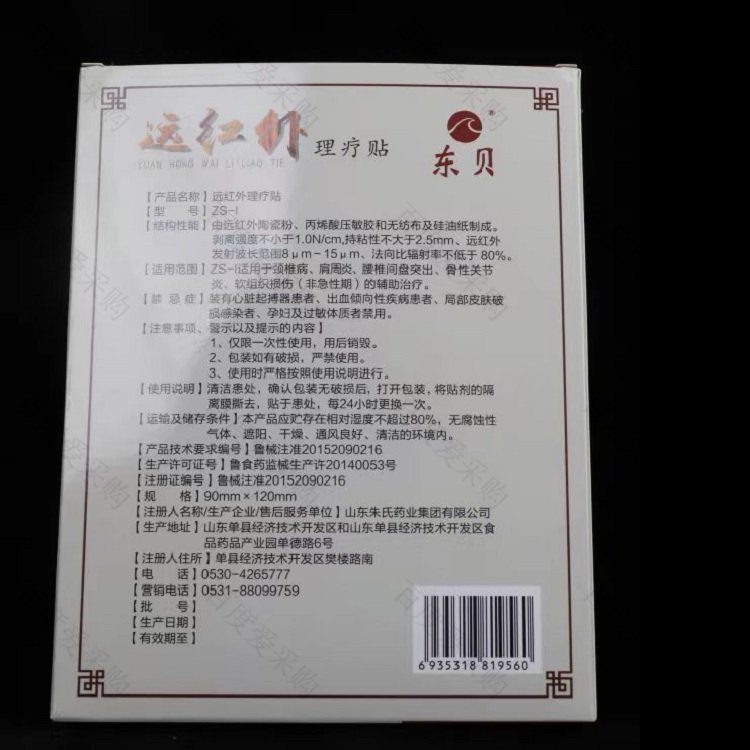 远红外
理疗贴
YUAN HONG WAI LI LIAO TIE
东贝
【产品名称】远红外理疗贴
【型 号】ZS-I
【结构性能】由远红外陶瓷粉、丙烯酸压敏胶和无纺布及硅油纸制成。
剥离强度不小于1.0N/cm,持粘性不大于2.5mm、远红外
发射波长范围8μm-15μm、法向比辐射率不低于80%。
【适用范围】ZS-I适用于颈椎病、肩周炎、腰椎间盘突出、骨性关节
炎、软组织损伤(非急性期)的辅助治疗。
【禁忌症】装有心脏起搏器患者、出血倾向性疾病患者、局部皮肤破
损感染者、孕妇及过敏体质者禁用。
【注意事项、警示以及提示的内容】
1、仅限一次性使用,用后销毁。
2、包装如有破损,严禁使用。
3、使用时严格按照使用说明进行。
【使用说明】清洁患处,确认包装无破损后,打开包装,将贴剂的隔
离膜撕去,贴于患处,每24小时更换一次。
【运输及储存条件】本产品应贮存在相对湿度不超过80%,无腐蚀性
气体、遮阳、干燥、通风良好、清洁的环境内。
【产品技术要求编号】鲁械注准20152090216
【生产许可证号】鲁食药监械生产许20140053号
【注册证编号】鲁械注准20152090216
【规 格】90mm×120mm
【注册人名称/生产企业/售后服务单位】山东朱氏药业集团有限公司
【生产地址】山东单县经济技术开发区和山东单县经济技术开发区食
品药品产业园单德路6号
【注册人住所】单县经济技术开发区樊楼路南
【电 话】0530-4265777
【营销电话】0531-88099759
【批 号】
【生产日期】
【有效期至】
6 935318 819560
百度爱采购